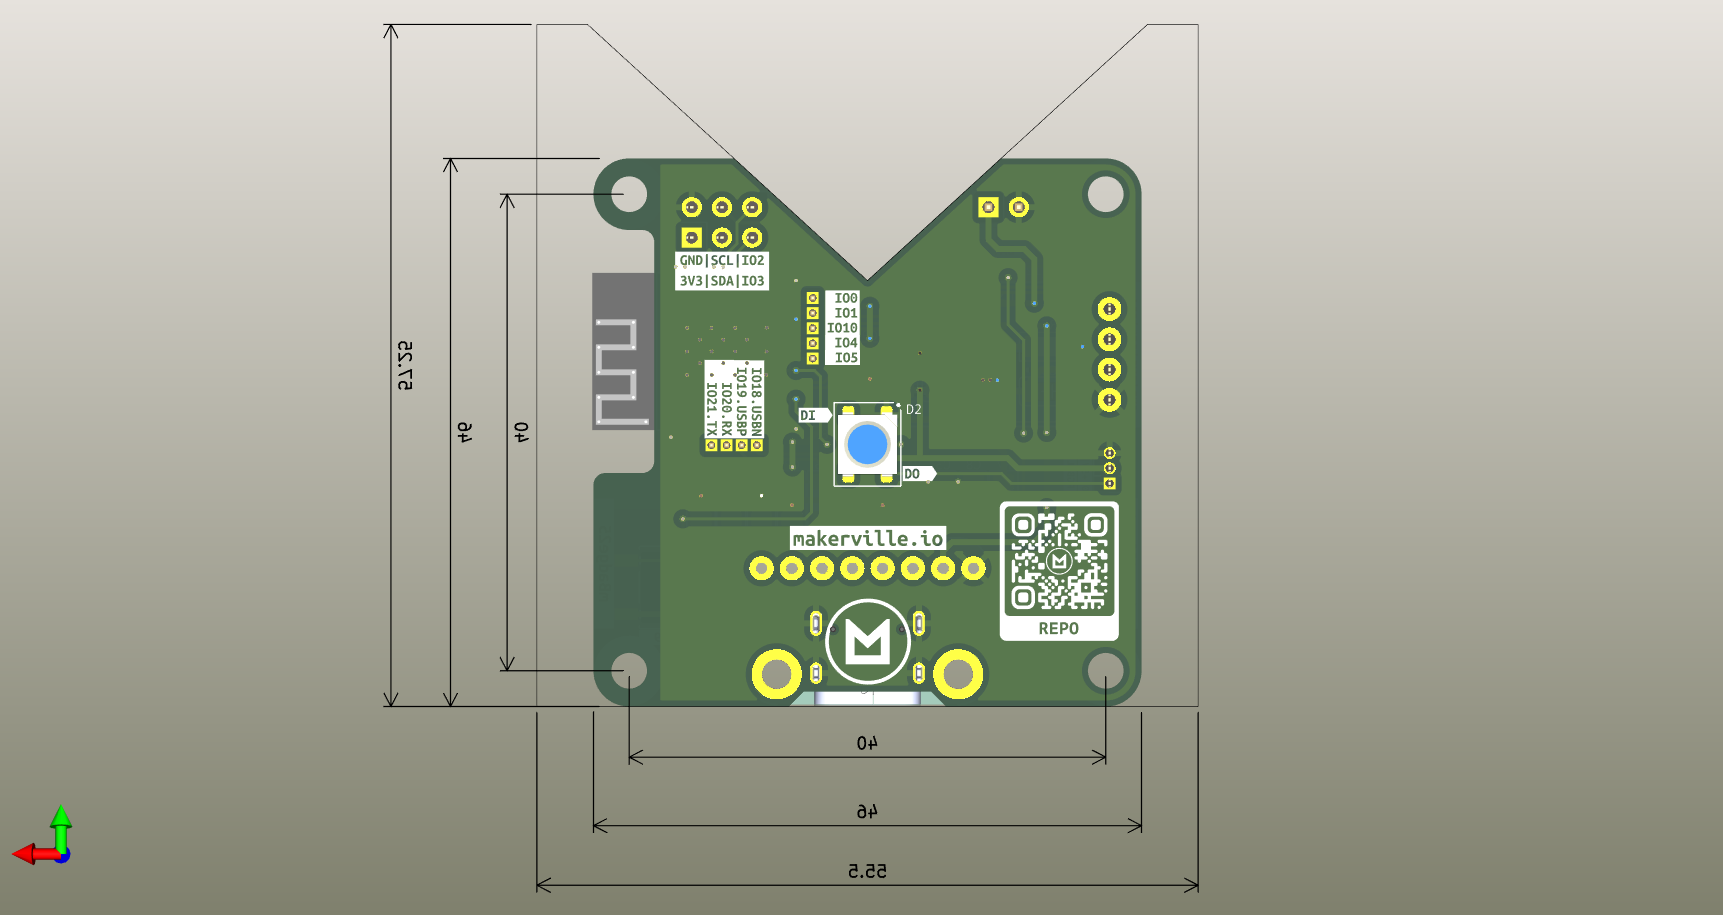 GND|SCL|IO2
3V3|SDA|IO3
IO0
IO1
IO10
IO4
IO5
IO21.TX
IO20.RX
IO19.USBP
IO18.USBN
DI
D2
DO
makerville.io
REPO
57.25
46
40
40
46
55.5